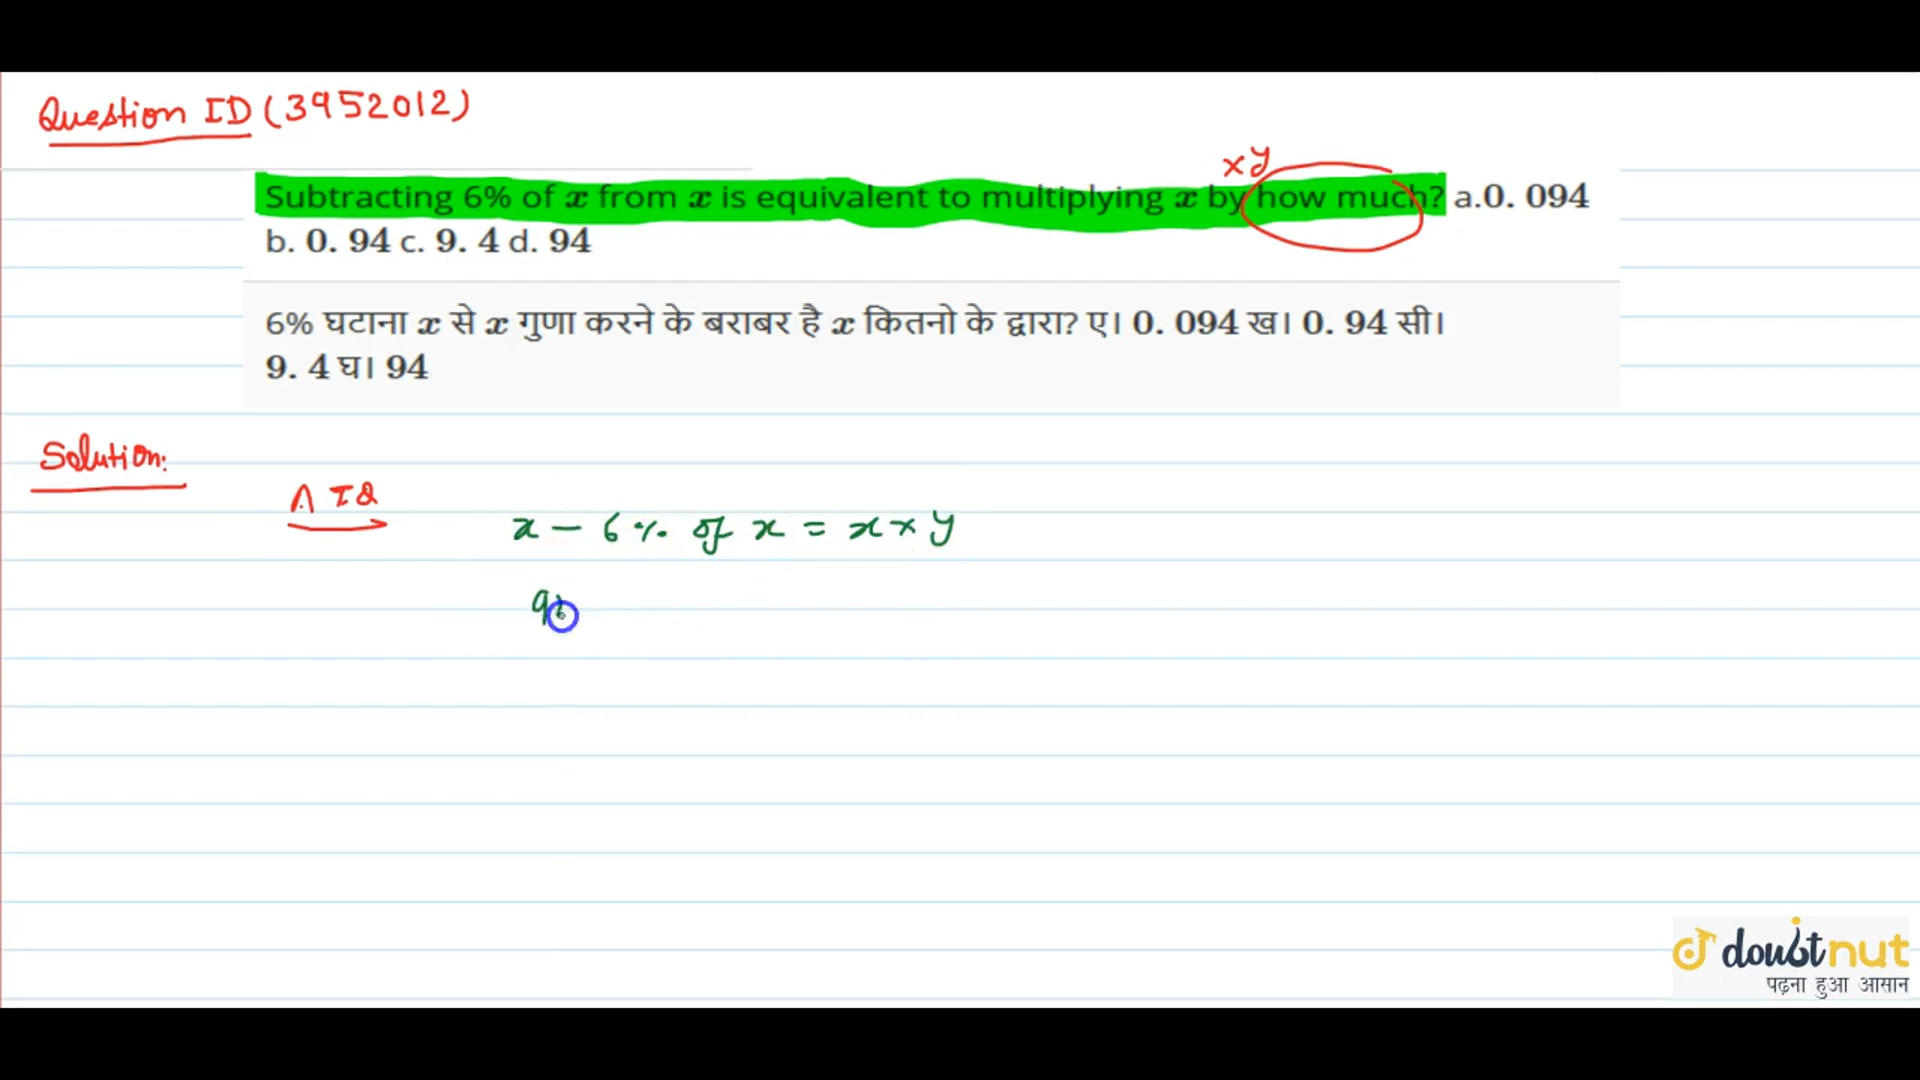 Question ID (3952012)
xy
Subtracting 6% of x from x is equivalent to multiplying x by how much? a.0. 094
b. 0. 94 c. 9. 4 d. 94
6% घटाना x से x गुणा करने के बराबर है x कितनो के द्वारा? ए। 0. 094 ख। 0. 94 सी।
9. 4 घ। 94
Solution:
ATQ
x - 6% of x = x × y
doubtnut
पढ़ना हुआ आसान